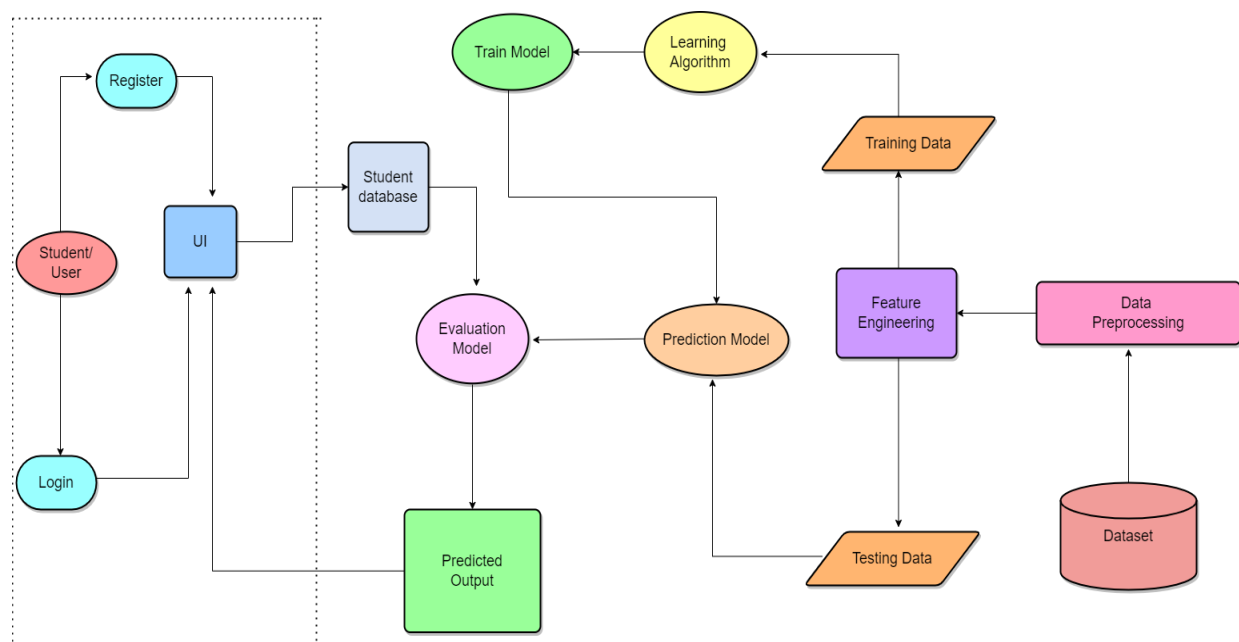 Train Model
Learning
Algorithm
Register
Training Data
Student
database
UI
Student/
User
Feature
Engineering
Data
Preprocessing
Evaluation
Model
Prediction Model
Login
Predicted
Output
Testing Data
Dataset